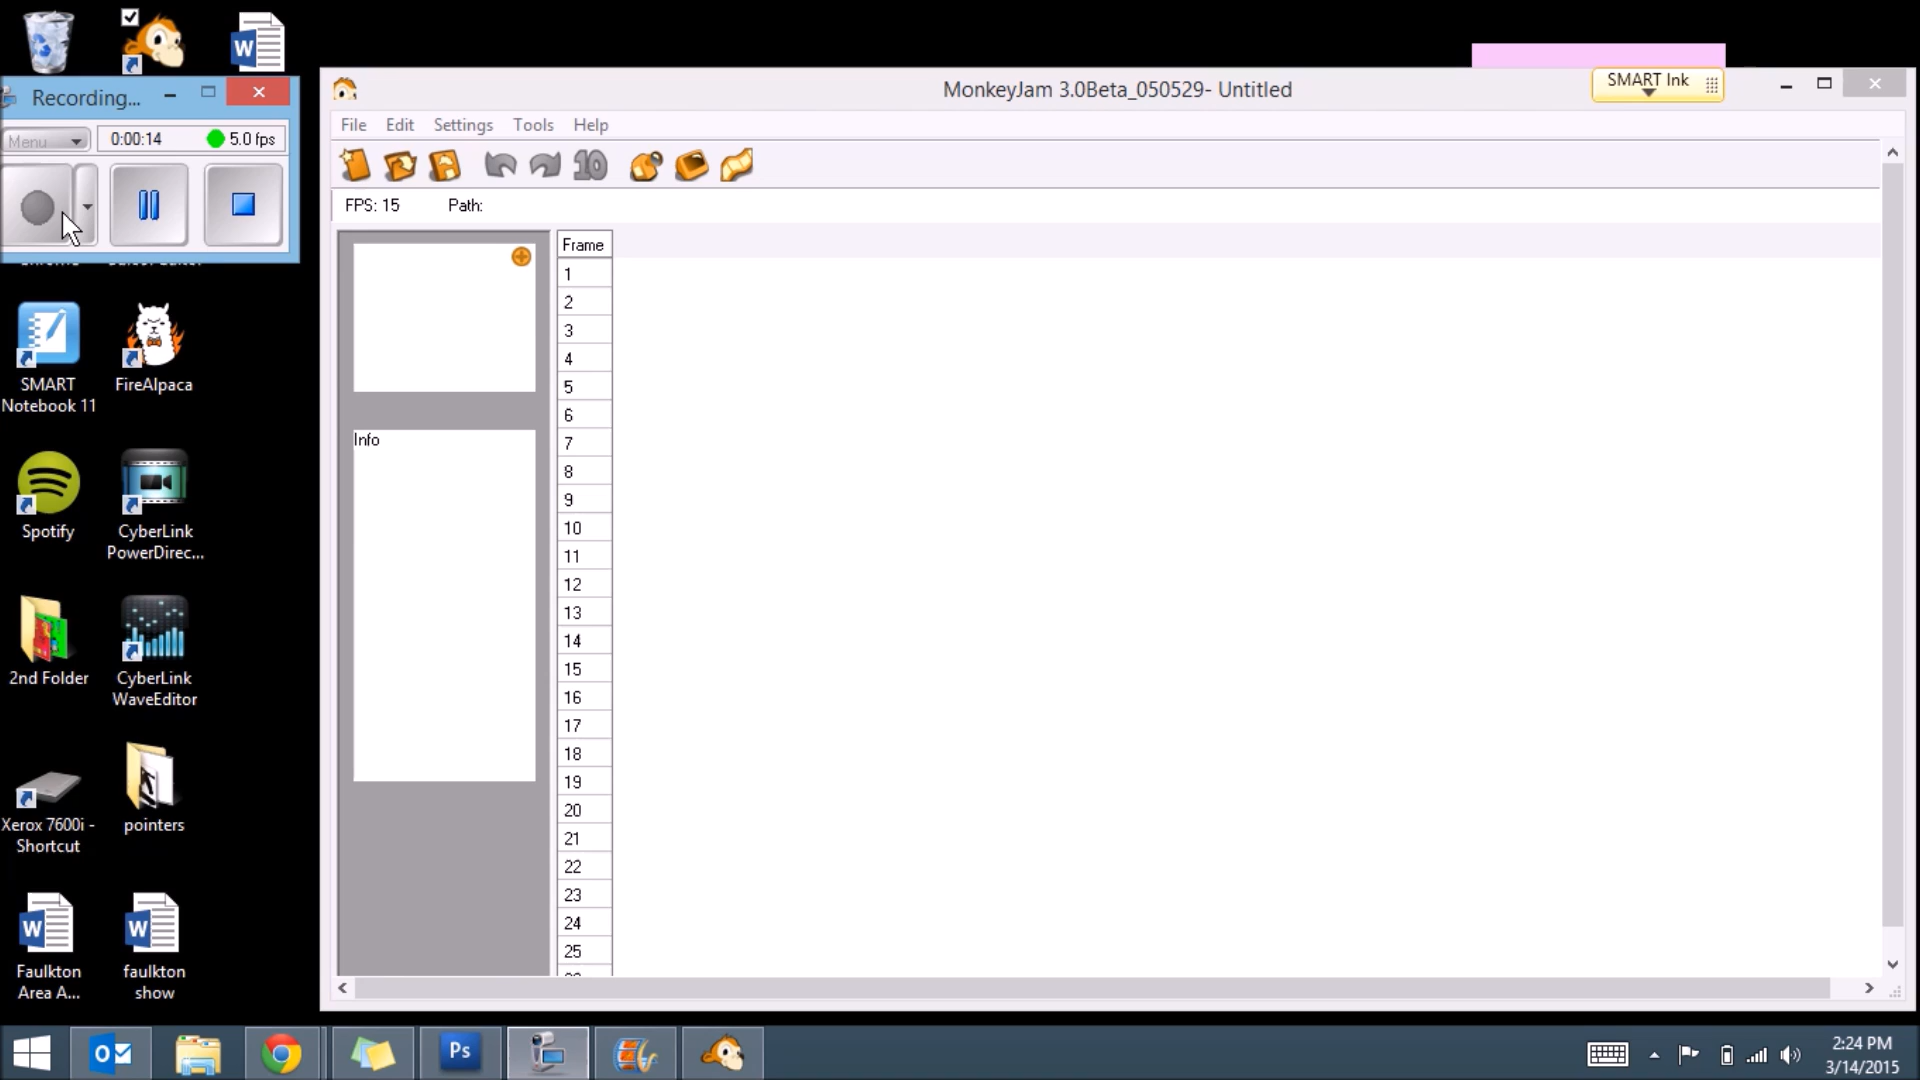 Recording...
Menu
0:00:14
5.0 fps
SMART Notebook 11
FireAlpaca
Spotify
CyberLink PowerDirec...
2nd Folder
CyberLink WaveEditor
Xerox 7600i - Shortcut
pointers
Faulkton Area A...
faulkton show
MonkeyJam 3.0Beta_050529- Untitled
SMART Ink
File Edit Settings Tools Help
10
FPS: 15 Path:
Info
Frame
1
2
3
4
5
6
7
8
9
10
11
12
13
14
15
16
17
18
19
20
21
22
23
24
25
Ps
2:24 PM
3/14/2015